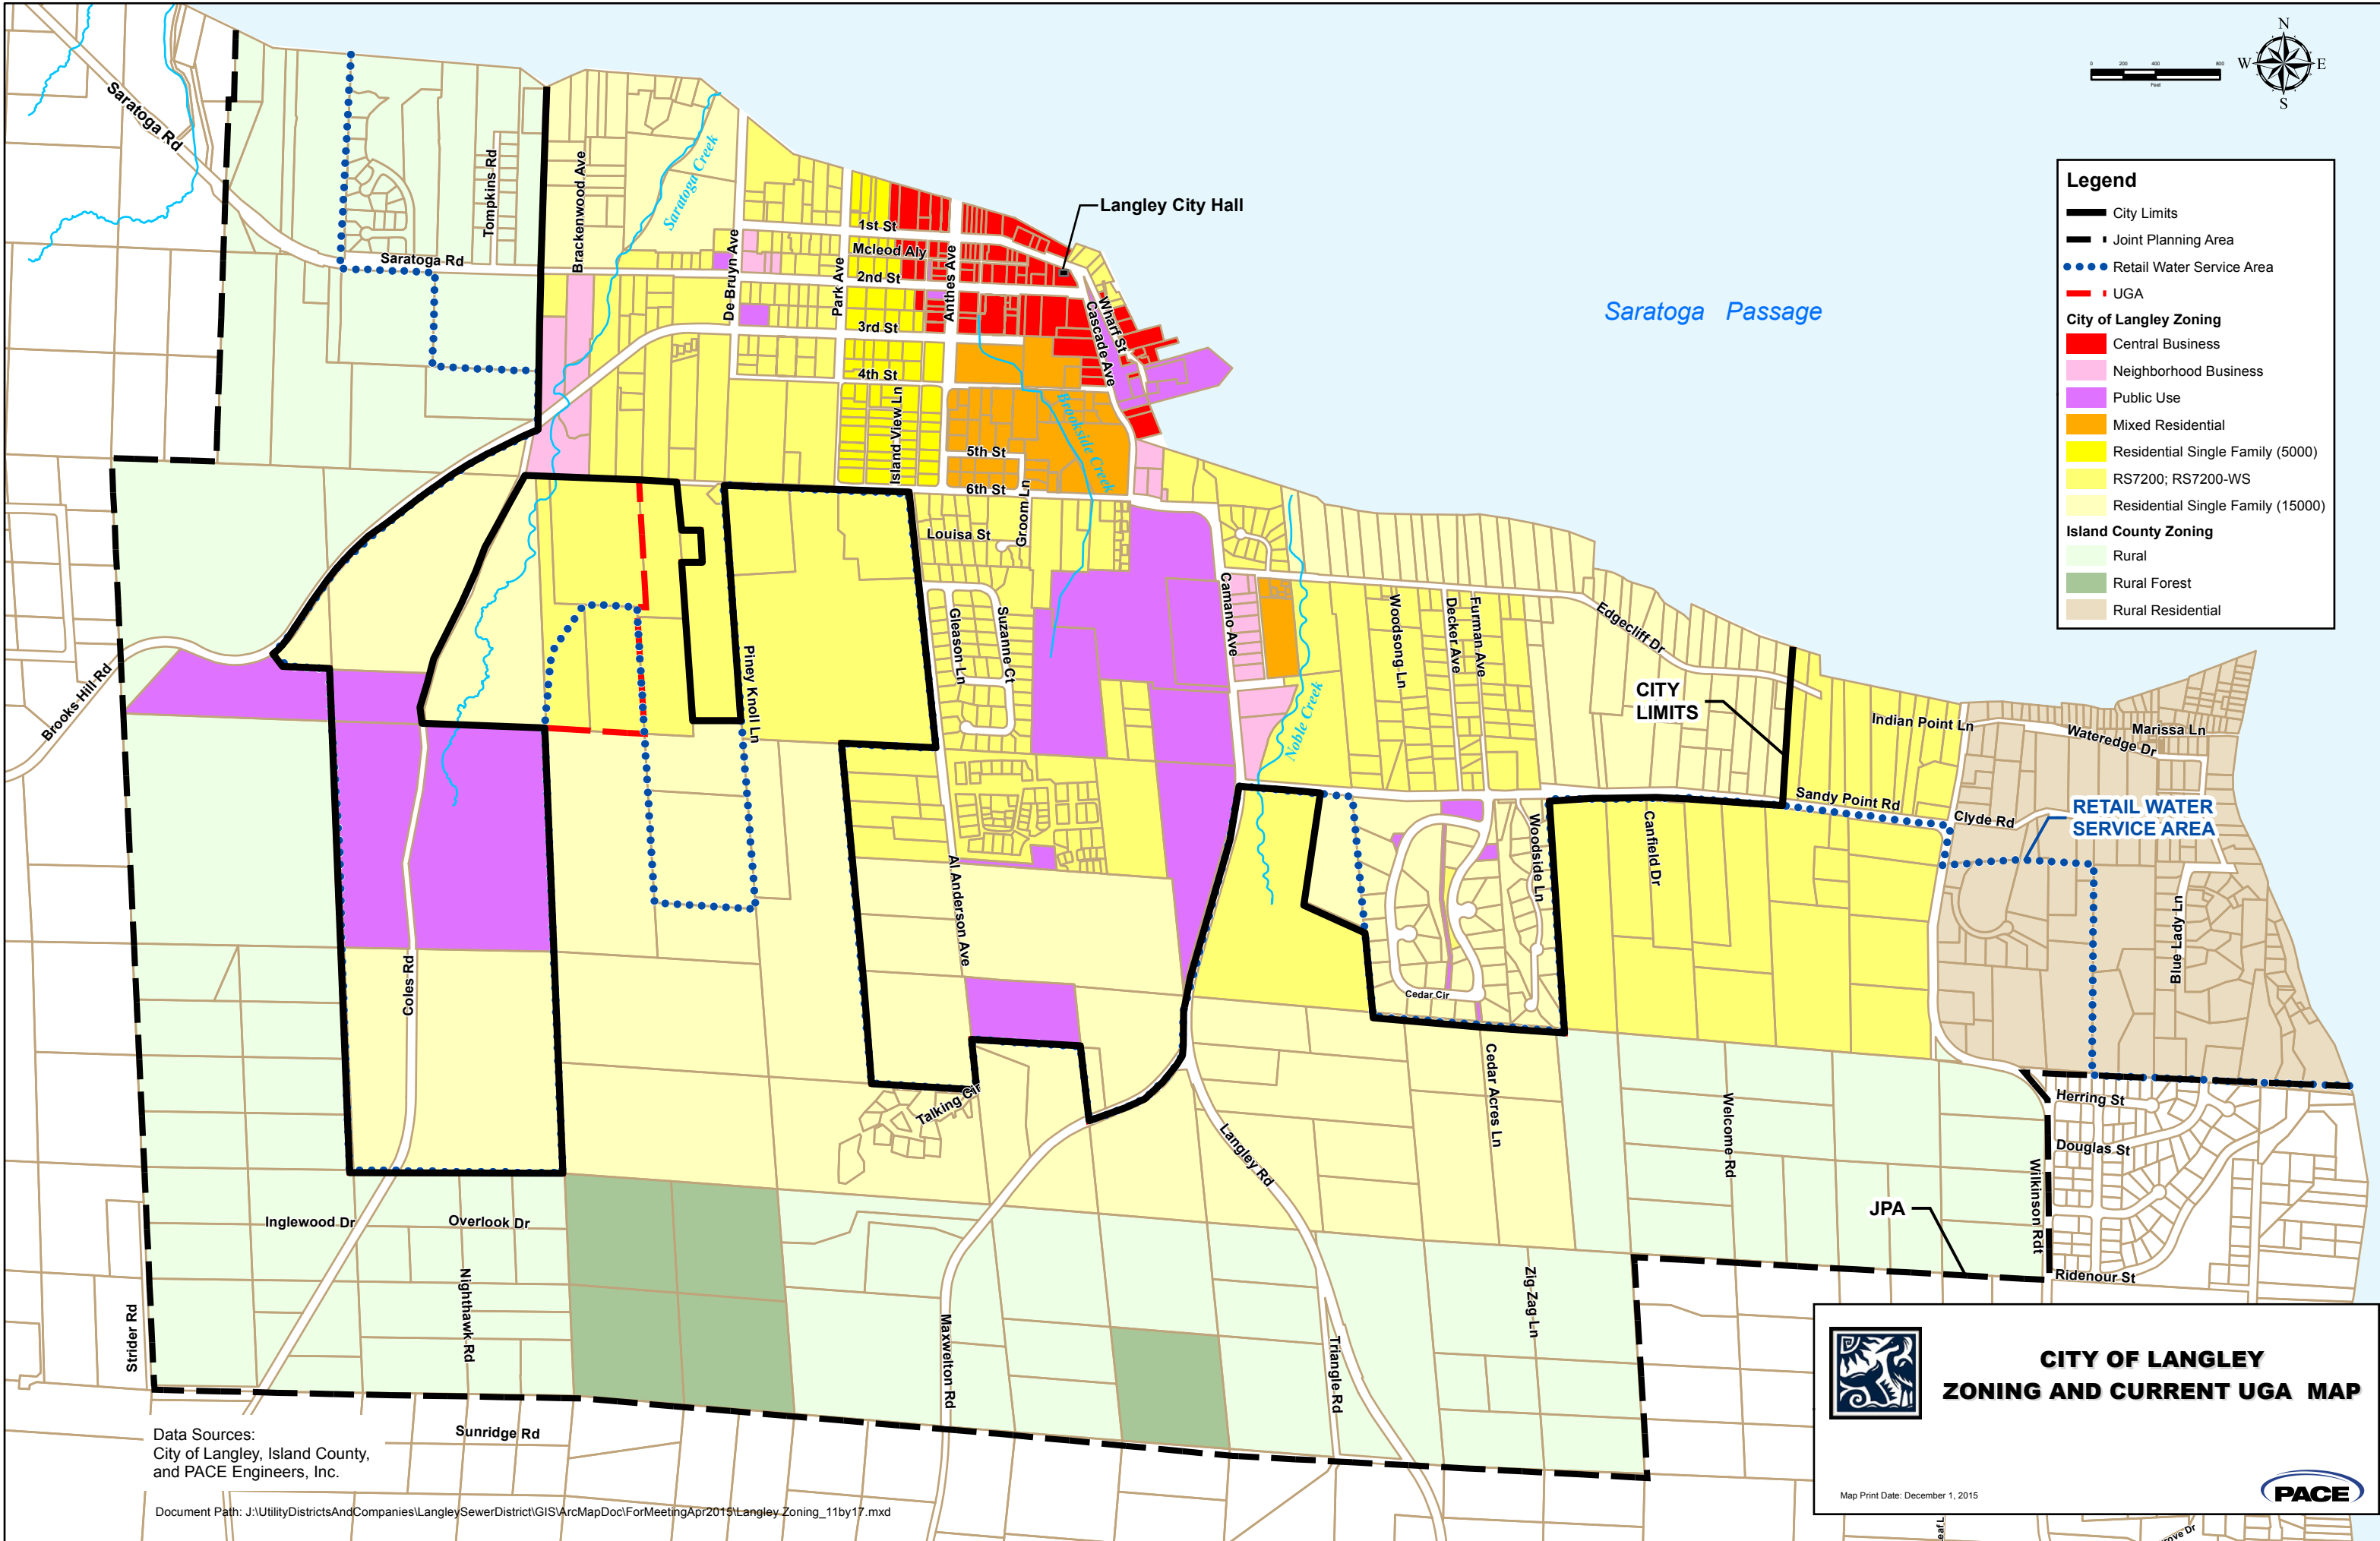 N
W
E
S
0 200 400 800
Feet
Saratoga Rd
Tompkins Rd
Brackenwood Ave
Saratoga Creek
Saratoga Rd
De Bruyn Ave
Park Ave
Anthes Ave
1st St
Mcleod Aly
2nd St
3rd St
4th St
5th St
6th St
Langley City Hall
Wharf St
Cascade Ave
Saratoga Passage
Island View Ln
Brookside Creek
Groom Ln
Louisa St
Legend
City Limits
Joint Planning Area
Retail Water Service Area
UGA
City of Langley Zoning
Central Business
Neighborhood Business
Public Use
Mixed Residential
Residential Single Family (5000)
RS7200; RS7200-WS
Residential Single Family (15000)
Island County Zoning
Rural
Rural Forest
Rural Residential
Brooks Hill Rd
Piney Knoll Ln
Gleason Ln
Suzanne Ct
Camano Ave
Noble Creek
Woodsong Ln
Decker Ave
Furman Ave
Edgecliff Dr
CITY
LIMITS
Indian Point Ln
Wateredge Dr
Marissa Ln
Sandy Point Rd
Clyde Rd
RETAIL WATER
SERVICE AREA
Al Anderson Ave
Woodside Ln
Canfield Dr
Blue Lady Ln
Coles Rd
Cedar Cir
Cedar Acres Ln
Talking Cir
Langley Rd
Welcome Rd
Herring St
Douglas St
Wilkinson Rdt
Ridenour St
JPA
Inglewood Dr
Overlook Dr
Nighthawk Rd
Strider Rd
Maxwelton Rd
Triangle Rd
Zig Zag Ln
Sunridge Rd
Data Sources:
City of Langley, Island County,
and PACE Engineers, Inc.
Document Path: J:\UtilityDistrictsAndCompanies\LangleySewerDistrict\GIS\ArcMapDoc\ForMeetingApr2015\Langley Zoning_11by17.mxd
CITY OF LANGLEY
ZONING AND CURRENT UGA MAP
Map Print Date: December 1, 2015
PACE